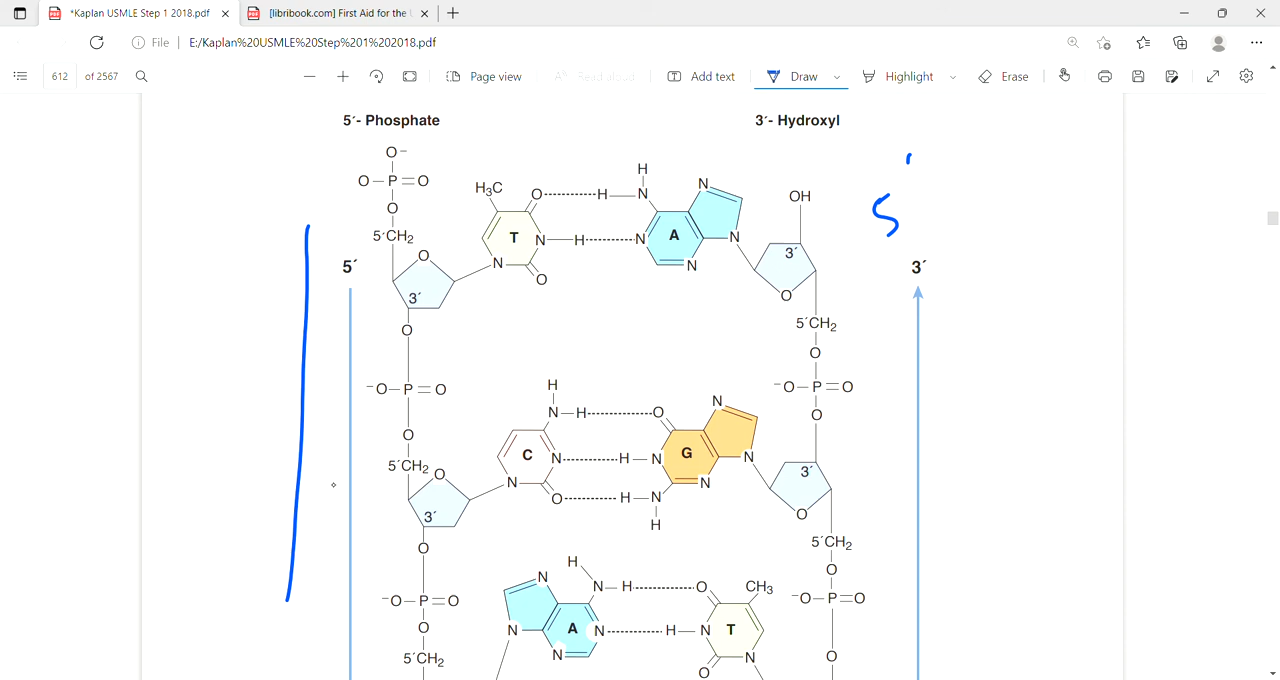 *Kaplan USMLE Step 1 2018.pdf
[libribook.com] First Aid for the
File
E:/Kaplan%20USMLE%20Step%201%202018.pdf
612 of 2567
Page view
Read aloud
Add text
Draw
Highlight
Erase
5´- Phosphate
3´- Hydroxyl
O–
O P O
H3C O H N H N OH
O
5´CH2 T N H N A N 3´
5´ O N O N O 3´
3´
O 5´CH2
O
–O P O –O P O
H
O N H O N O
5´CH2 O C N H N G N 3´
N O H N N O
3´ H
O 5´CH2
H N O
N H O CH3
–O P O –O P O
O N A N H N T
5´CH2 N O N O
5'